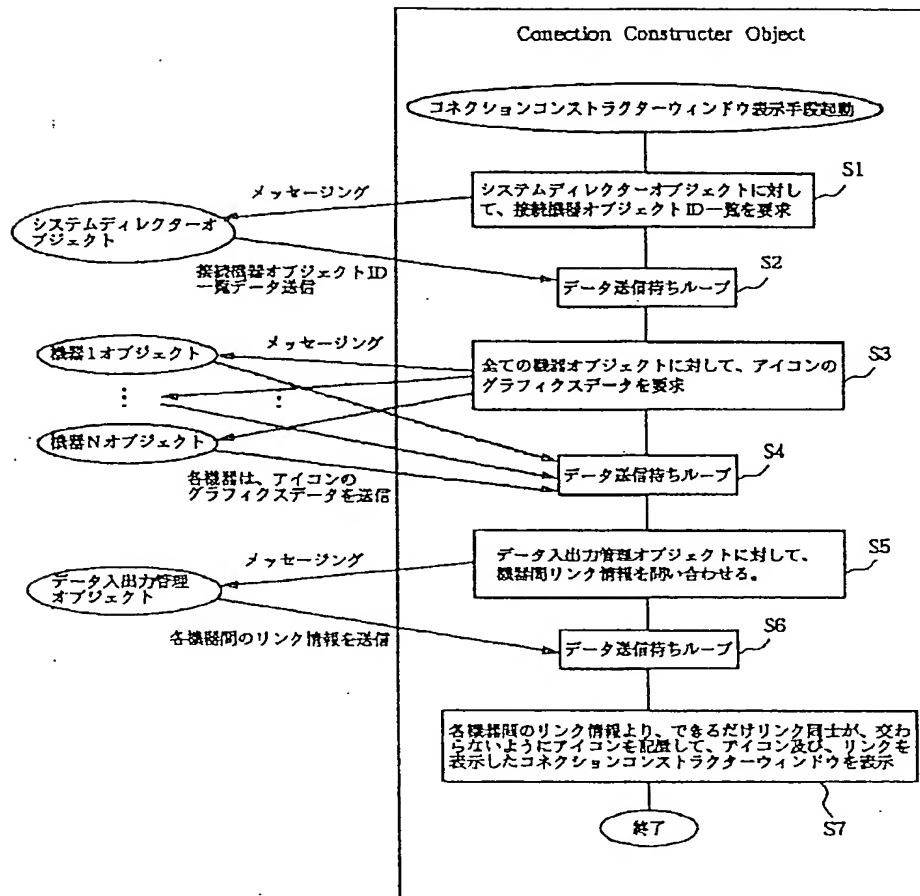 Conection Constructer Object
コネクションコンストラクターウィンドウ表示手段起動
S1
メッセージング
システムディレクターオブジェクトに対し
て、接続機器オブジェクトID一覧を要求
システムディレクターオ
ブジェクト
接続機器オブジェクトID
一覧データ送信
S2
データ送信待ちループ
メッセージング
機器1オブジェクト
S3
全ての機器オブジェクトに対して、アイコンの
グラフィクスデータを要求
機器Nオブジェクト
S4
データ送信待ちループ
各機器は、アイコンの
グラフィクスデータを送信
S5
メッセージング
データ入出力管理オブジェクトに対して、
機器間リンク情報を問い合わせる。
データ入出力管理
オブジェクト
S6
各機器間のリンク情報を送信
データ送信待ちループ
各機器間のリンク情報より、できるだけリンク同士が、交わ
らないようにアイコンを配置して、アイコン及び、リンクを
表示したコネクションコンストラクターウィンドウを表示
S7
終了